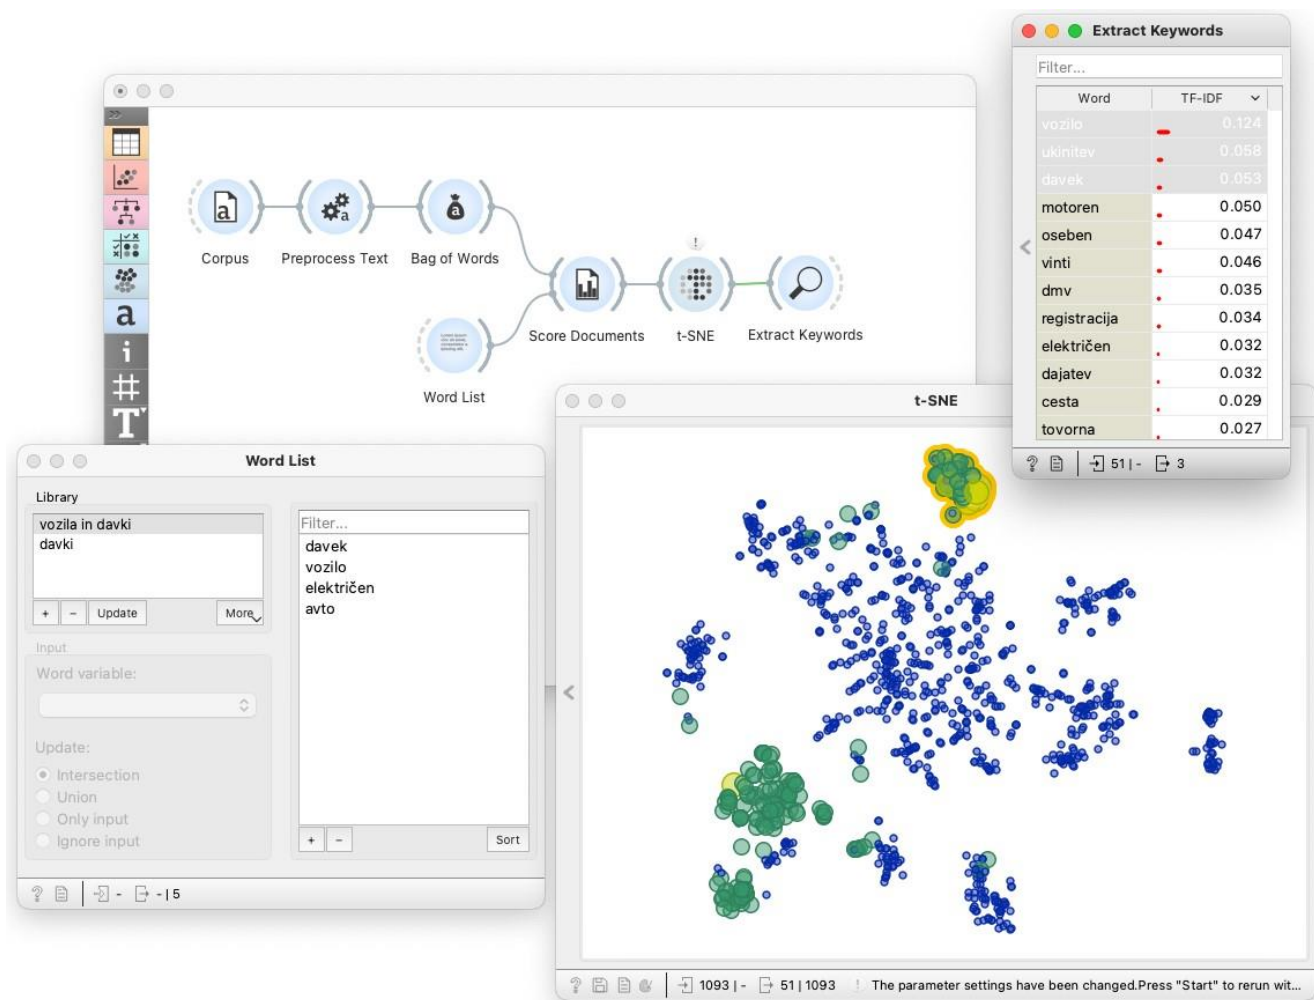 Extract Keywords
Filter...
Word TF-IDF
vozilo 0.124
ukinitev 0.058
davek 0.053
motoren 0.050
oseben 0.047
vinti 0.046
dmv 0.035
registracija 0.034
električen 0.032
dajatev 0.032
cesta 0.029
tovorna 0.027
51 | - 3
Corpus
Preprocess Text
Bag of Words
Score Documents
t-SNE
Extract Keywords
Word List
Word List
Library
vozila in davki
davki
+ - Update More
Input
Word variable:
Update:
Intersection
Union
Only input
Ignore input
Filter...
davek
vozilo
električen
avto
+ - Sort
? - - | 5
t-SNE
? 1093 | - 51 | 1093 ! The parameter settings have been changed.Press "Start" to rerun wit...